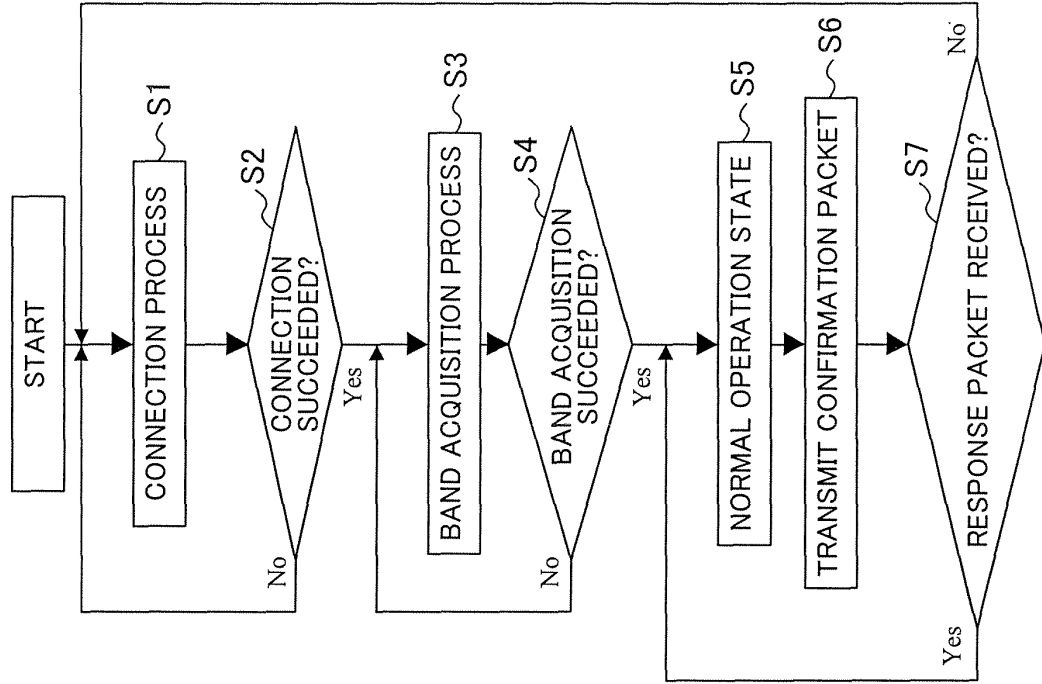 START
CONNECTION PROCESS
S1
CONNECTION
SUCCEEDED?
S2
No
Yes
BAND ACQUISITION PROCESS
S3
BAND ACQUISITION
SUCCEEDED?
S4
No
Yes
NORMAL OPERATION STATE
S5
TRANSMIT CONFIRMATION PACKET
S6
RESPONSE PACKET RECEIVED?
S7
Yes
No